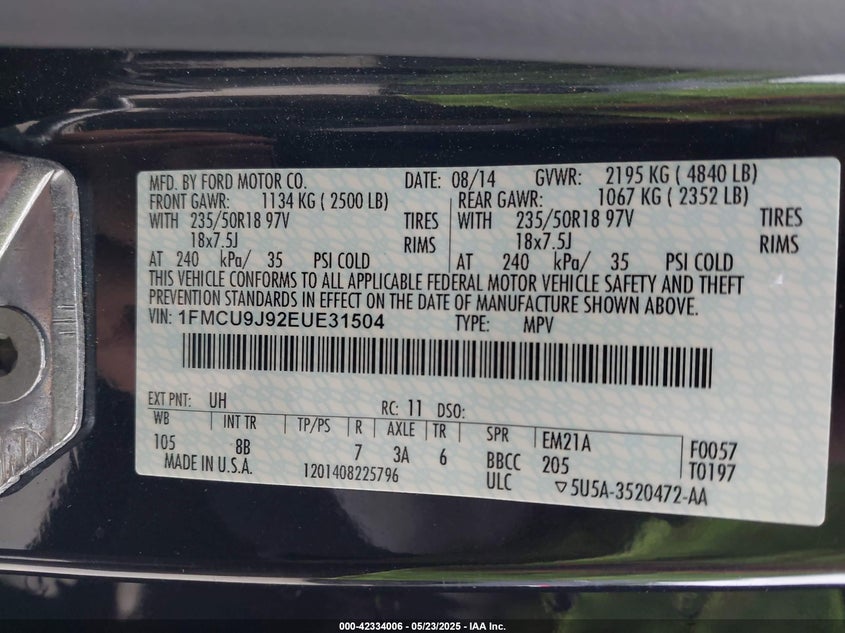 MFD. BY FORD MOTOR CO. DATE: 08/14 GVWR: 2195 KG ( 4840 LB)
FRONT GAWR: 1134 KG ( 2500 LB) REAR GAWR: 1067 KG ( 2352 LB)
WITH 235/50R18 97V TIRES WITH 235/50R18 97V TIRES
18x7.5J RIMS 18x7.5J RIMS
AT 240 kPa/ 35 PSI COLD AT 240 kPa/ 35 PSI COLD
THIS VEHICLE CONFORMS TO ALL APPLICABLE FEDERAL MOTOR VEHICLE SAFETY AND THEFT
PREVENTION STANDARDS IN EFFECT ON THE DATE OF MANUFACTURE SHOWN ABOVE.
VIN: 1FMCU9J92EUE31504 TYPE: MPV
EXT PNT: UH RC: 11 DSO:
WB INT TR TP/PS R AXLE TR SPR EM21A F0057
105 8B 7 3A 6 BBCC 205 T0197
MADE IN U.S.A. 1201408225796 ULC ▽5U5A-3520472-AA
000-42334006 / 05/23/2025 - IAA Inc.